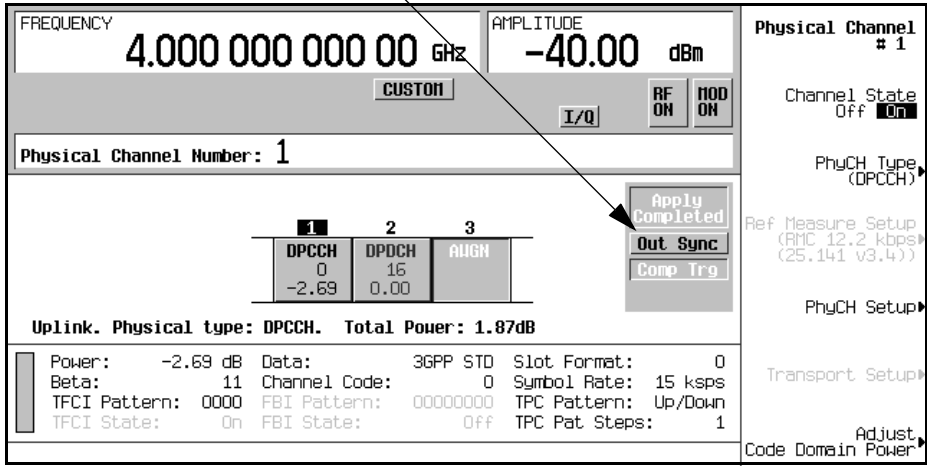 FREQUENCY
4.000 000 000 00 GHz
AMPLITUDE
-40.00 dBm
CUSTOM
I/Q
RF ON
MOD ON
Physical Channel Number: 1
1 2 3
DPCCH 0 -2.69
DPDCH 16 0.00
AWGN
Apply Completed
Out Sync
Comp Trg
Uplink. Physical type: DPCCH. Total Power: 1.87dB
Power: -2.69 dB Data: 3GPP STD Slot Format: 0
Beta: 11 Channel Code: 0 Symbol Rate: 15 ksps
TFCI Pattern: 0000 FBI Pattern: 00000000 TPC Pattern: Up/Down
TFCI State: On FBI State: Off TPC Pat Steps: 1
Physical Channel
# 1
Channel State
Off On
PhyCH Type
(DPCCH)
Ref Measure Setup
(RMC 12.2 kbps)
(25.141 v3.4))
PhyCH Setup
Transport Setup
Adjust
Code Domain Power